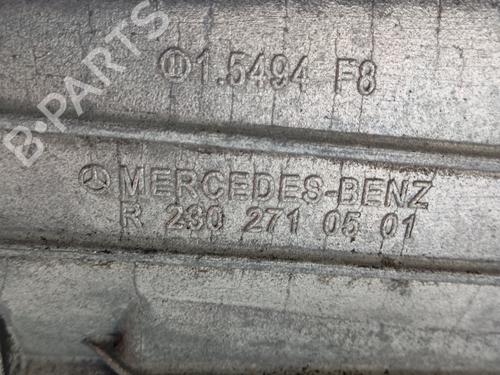 1.5494 F8
MERCEDES-BENZ
R 230 271 05 01
B-PARTS